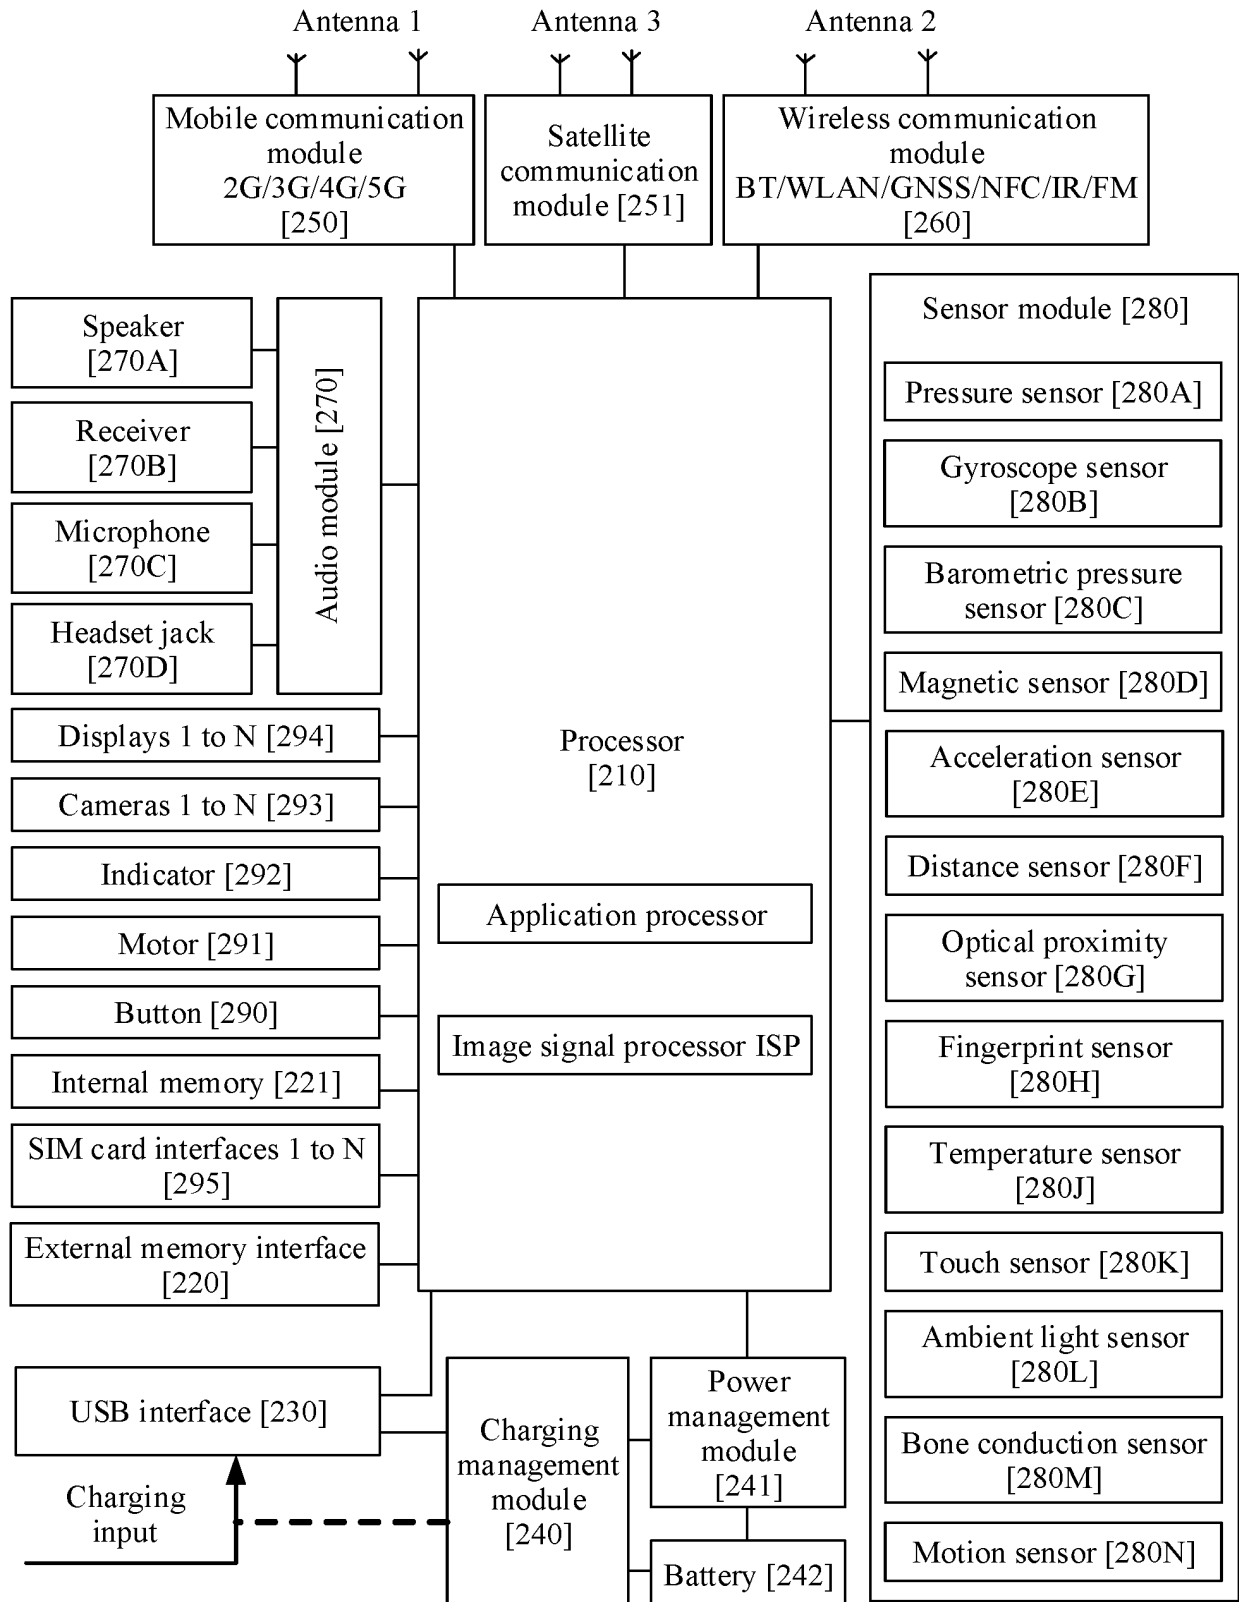 Antenna 1
Antenna 3
Antenna 2
Mobile communication
module
2G/3G/4G/5G
[250]
Satellite
communication
module [251]
Wireless communication
module
BT/WLAN/GNSS/NFC/IR/FM
[260]
Speaker
[270A]
Receiver
[270B]
Microphone
[270C]
Headset jack
[270D]
Audio module [270]
Displays 1 to N [294]
Cameras 1 to N [293]
Indicator [292]
Motor [291]
Button [290]
Internal memory [221]
SIM card interfaces 1 to N
[295]
External memory interface
[220]
Processor
[210]
Application processor
Image signal processor ISP
Sensor module [280]
Pressure sensor [280A]
Gyroscope sensor
[280B]
Barometric pressure
sensor [280C]
Magnetic sensor [280D]
Acceleration sensor
[280E]
Distance sensor [280F]
Optical proximity
sensor [280G]
Fingerprint sensor
[280H]
Temperature sensor
[280J]
Touch sensor [280K]
Ambient light sensor
[280L]
Bone conduction sensor
[280M]
Motion sensor [280N]
USB interface [230]
Charging
input
Charging
management
module
[240]
Power
management
module
[241]
Battery [242]